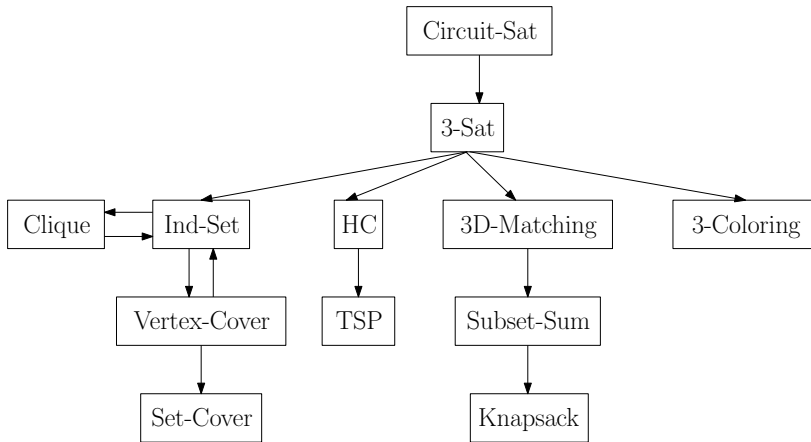 Circuit-Sat
3-Sat
Clique
Ind-Set
HC
3D-Matching
3-Coloring
Vertex-Cover
TSP
Subset-Sum
Set-Cover
Knapsack